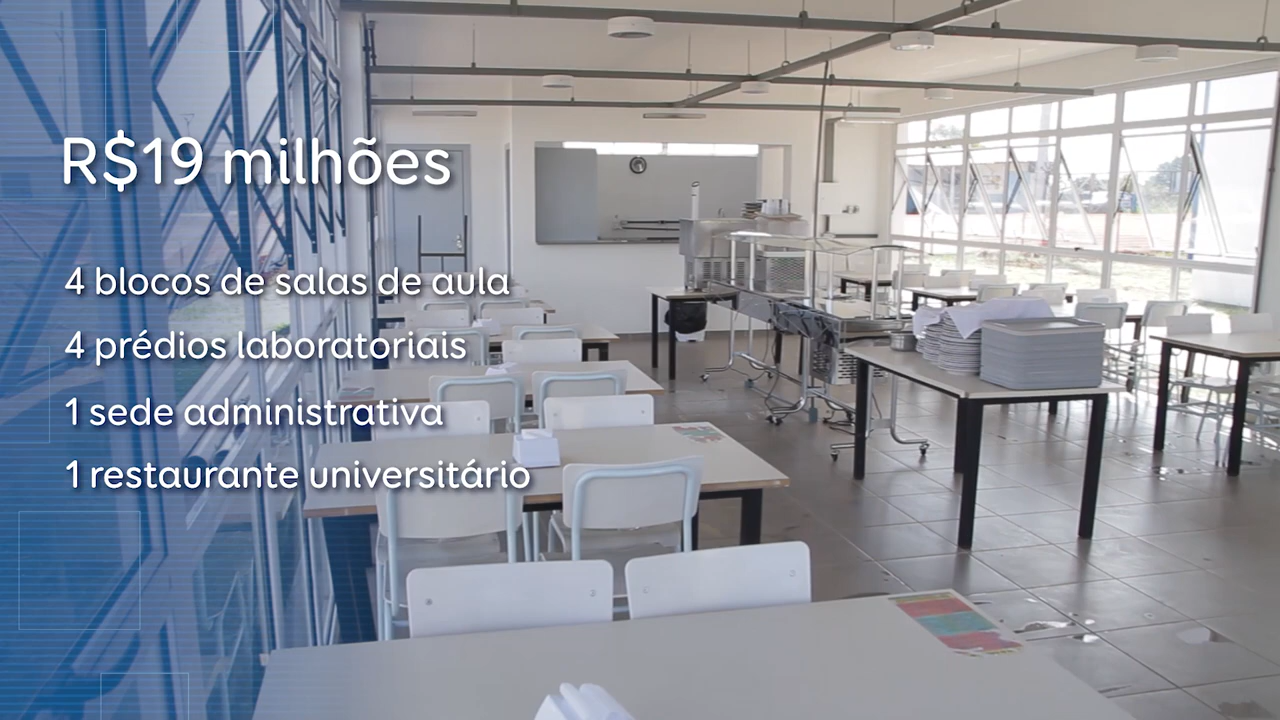 R$19 milhões
4 blocos de salas de aula
4 prédios laboratoriais
1 sede administrativa
1 restaurante universitário